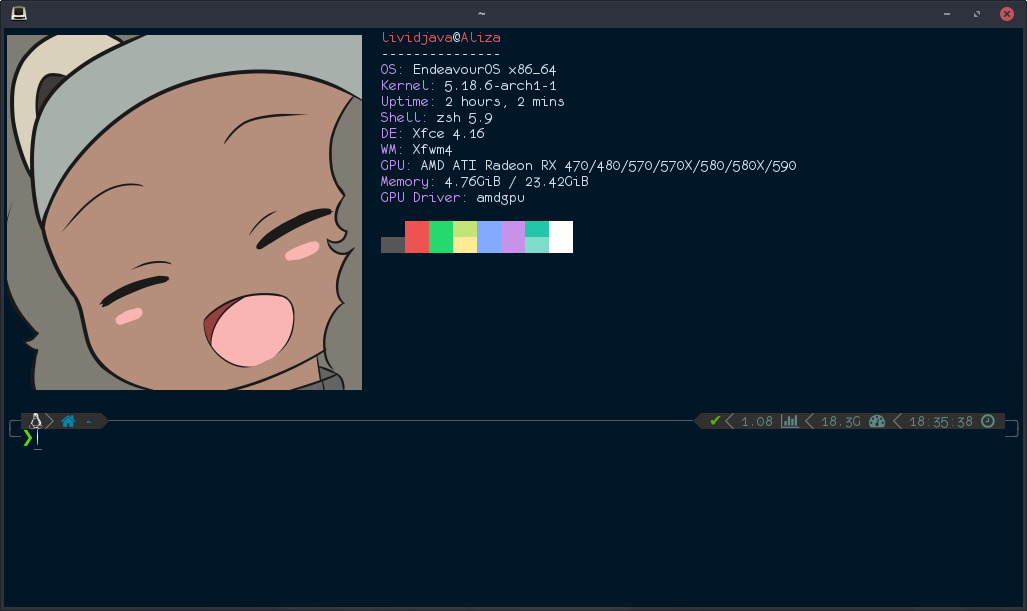 ~
lividjava@Aliza
---------------
OS: EndeavourOS x86_64
Kernel: 5.18.6-arch1-1
Uptime: 2 hours, 2 mins
Shell: zsh 5.9
DE: Xfce 4.16
WM: Xfwm4
GPU: AMD ATI Radeon RX 470/480/570/570X/580/580X/590
Memory: 4.76GiB / 23.42GiB
GPU Driver: amdgpu
~ ✔ 1.08 18.3G 18:35:38
❯